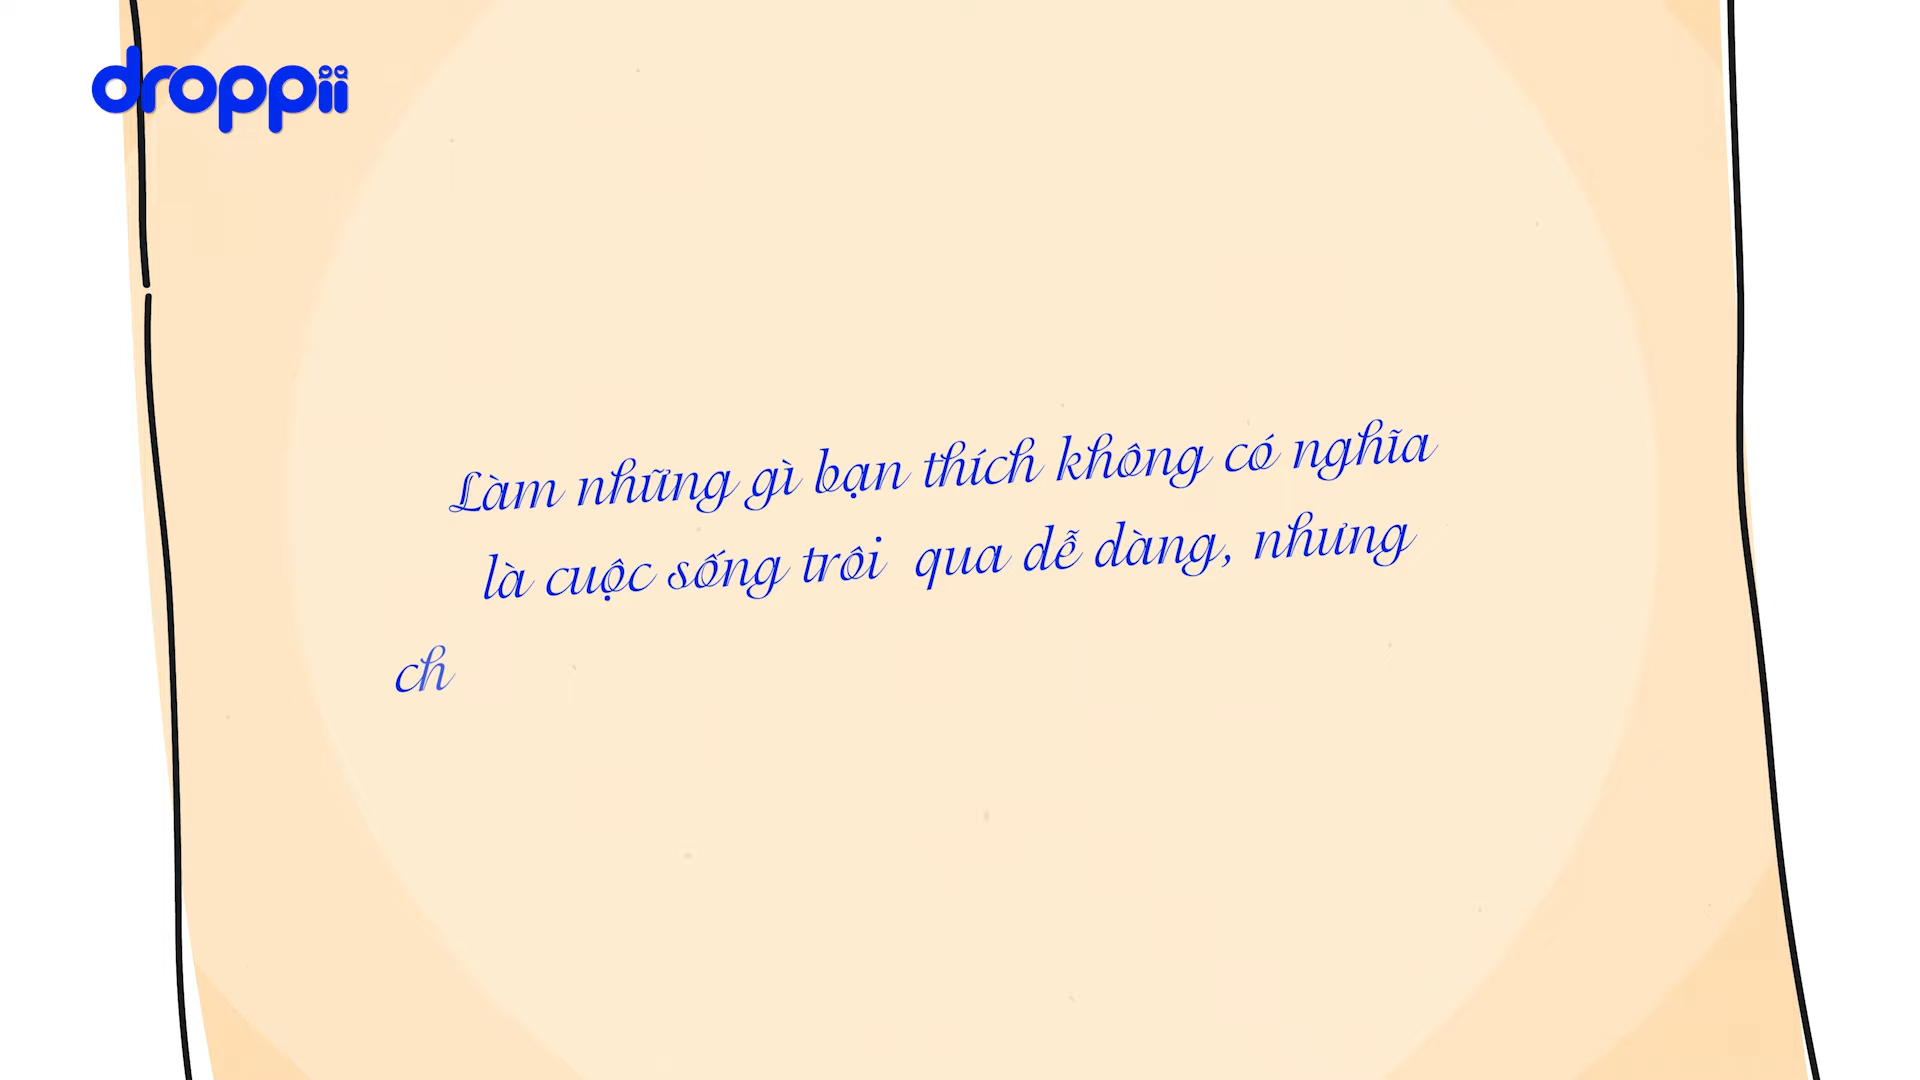 droppii
Làm những gì bạn thích không có nghĩa
là cuộc sống trôi qua dễ dàng, nhưng
ch